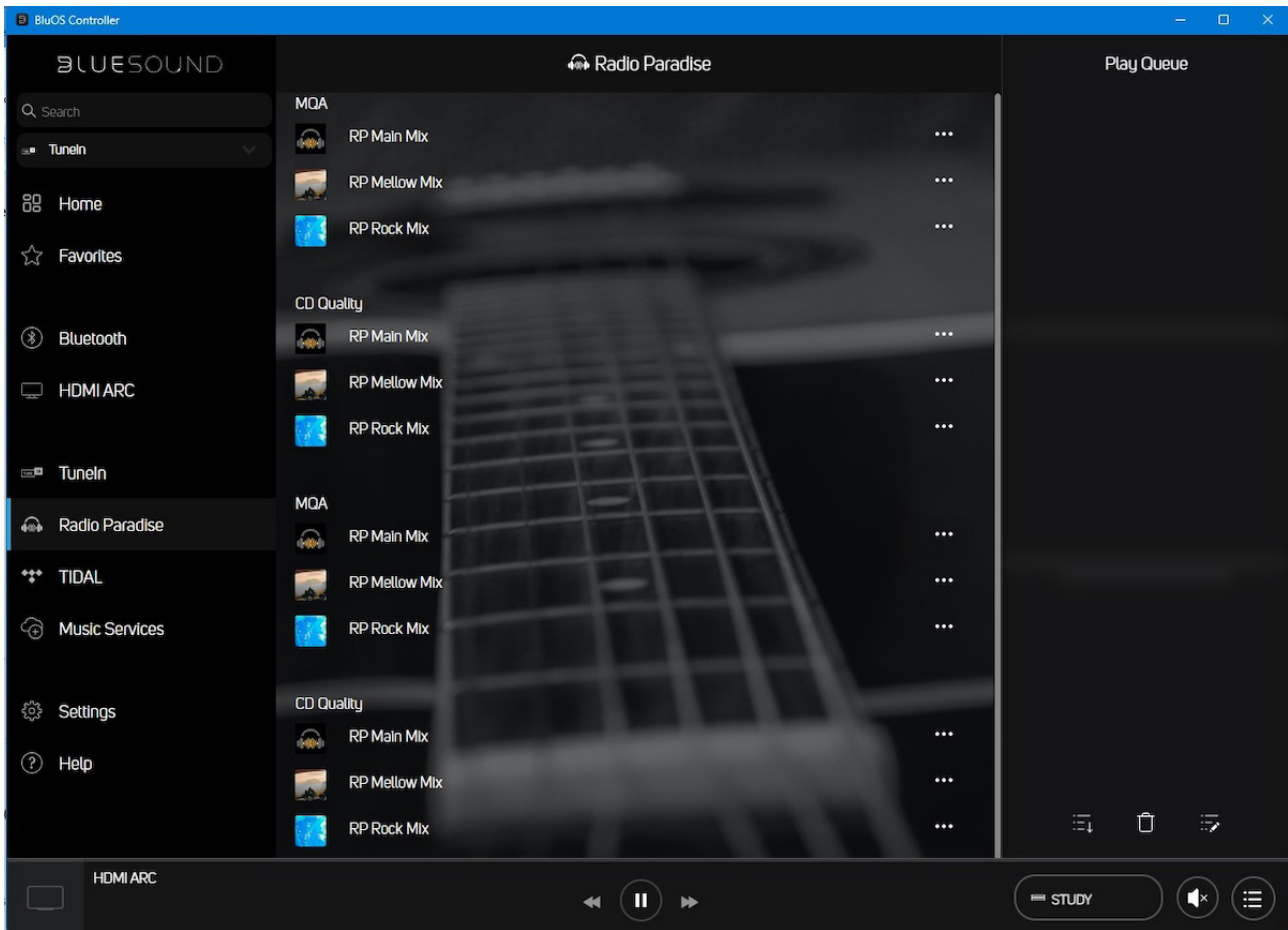 BluOS Controller
BLUESOUND
Search
TuneIn
Home
Favorites
Bluetooth
HDMI ARC
TuneIn
Radio Paradise
TIDAL
Music Services
Settings
Help
Radio Paradise
MQA
RP Main Mix
RP Mellow Mix
RP Rock Mix
CD Quality
RP Main Mix
RP Mellow Mix
RP Rock Mix
MQA
RP Main Mix
RP Mellow Mix
RP Rock Mix
CD Quality
RP Main Mix
RP Mellow Mix
RP Rock Mix
Play Queue
HDMI ARC
STUDY